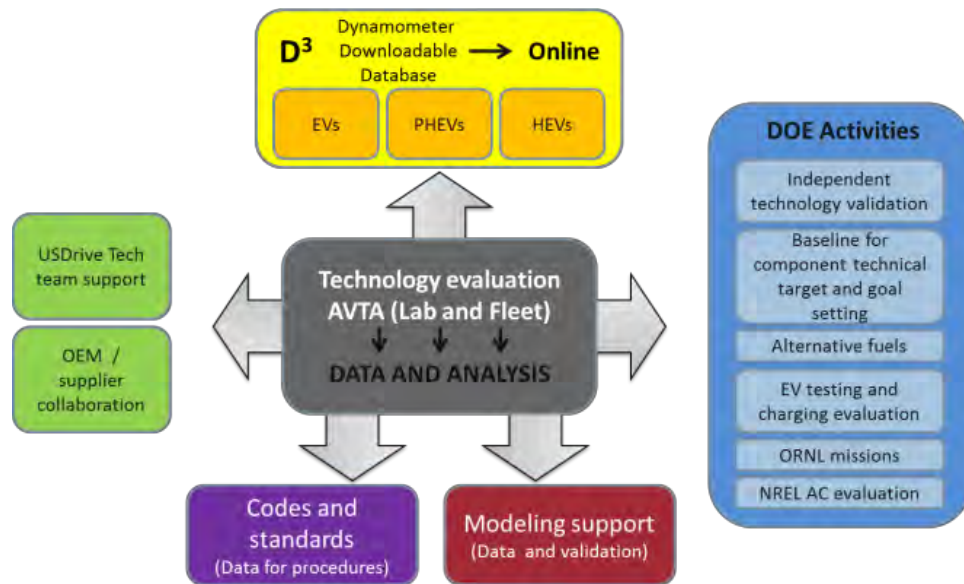 D³
Dynamometer
Downloadable
Database
Online
EVs
PHEVs
HEVs
USDrive Tech
team support
OEM /
supplier
collaboration
Technology evaluation
AVTA (Lab and Fleet)
DATA AND ANALYSIS
Codes and
standards
(Data for procedures)
Modeling support
(Data and validation)
DOE Activities
Independent
technology validation
Baseline for
component technical
target and goal
setting
Alternative fuels
EV testing and
charging evaluation
ORNL missions
NREL AC evaluation